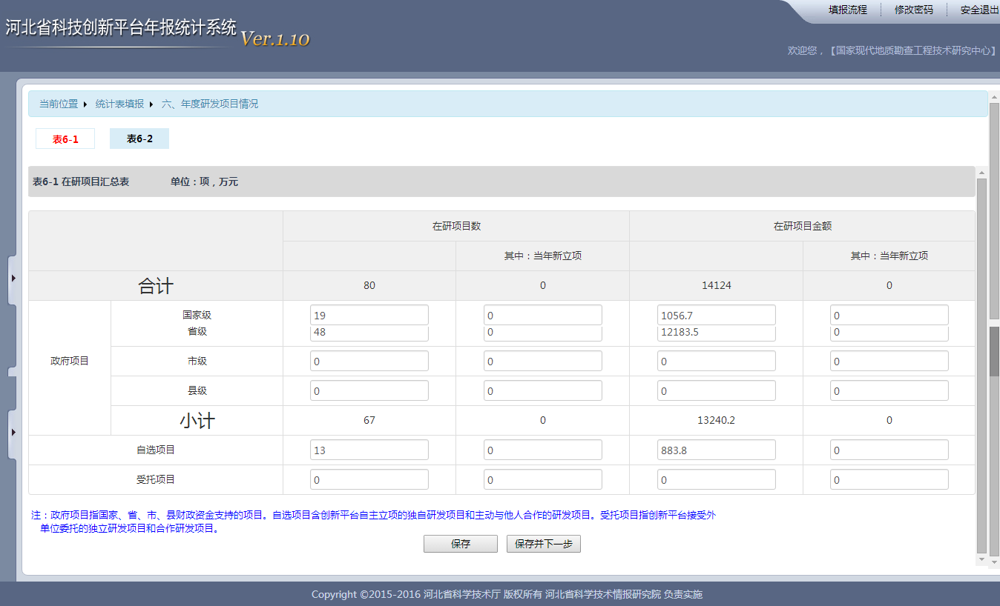 填报流程 修改密码 安全退出
河北省科技创新平台年报统计系统 Ver.1.10
欢迎您，【国家现代地质勘查工程技术研究中心】
当前位置 统计表填报 六、年度研发项目情况
表6-1 表6-2
表6-1 在研项目汇总表 单位：项，万元
在研项目数 在研项目金额
其中：当年新立项 其中：当年新立项
合计 80 0 14124 0
国家级 19 0 1056.7 0
省级 48 0 12183.5 0
政府项目 市级 0 0 0 0
县级 0 0 0 0
小计 67 0 13240.2 0
自选项目 13 0 883.8 0
受托项目 0 0 0 0
注：政府项目指国家、省、市、县财政资金支持的项目。自选项目含创新平台自主立项的独自研发项目和主动与他人合作的研发项目。受托项目指创新平台接受外
单位委托的独立研发项目和合作研发项目。
保存 保存并下一步
Copyright ©2015-2016 河北省科学技术厅 版权所有 河北省科学技术情报研究院 负责实施